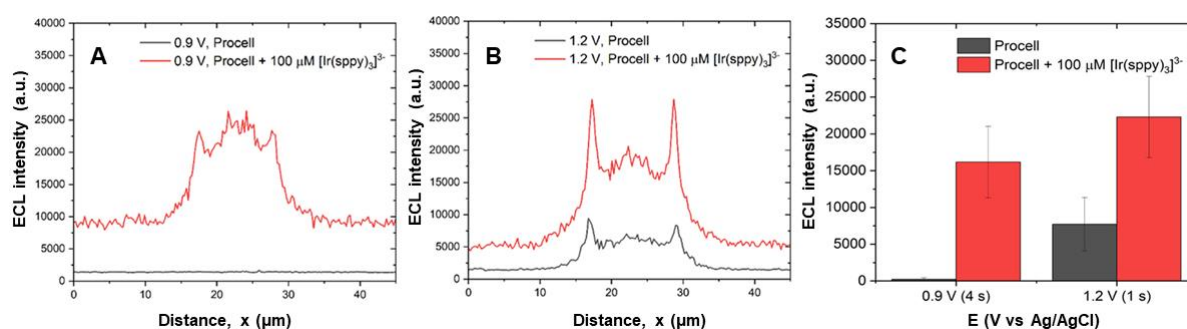 A
0.9 V, Procell
0.9 V, Procell + 100 μM [Ir(sppy)₃]³⁻
ECL intensity (a.u.)
40000
35000
30000
25000
20000
15000
10000
5000
0
0 10 20 30 40
Distance, x (μm)
B
1.2 V, Procell
1.2 V, Procell + 100 μM [Ir(sppy)₃]³⁻
ECL intensity (a.u.)
40000
35000
30000
25000
20000
15000
10000
5000
0
0 10 20 30 40
Distance, x (μm)
C
Procell
Procell + 100 μM [Ir(sppy)₃]³⁻
ECL intensity (a.u.)
35000
30000
25000
20000
15000
10000
5000
0
0.9 V (4 s) 1.2 V (1 s)
E (V vs Ag/AgCl)